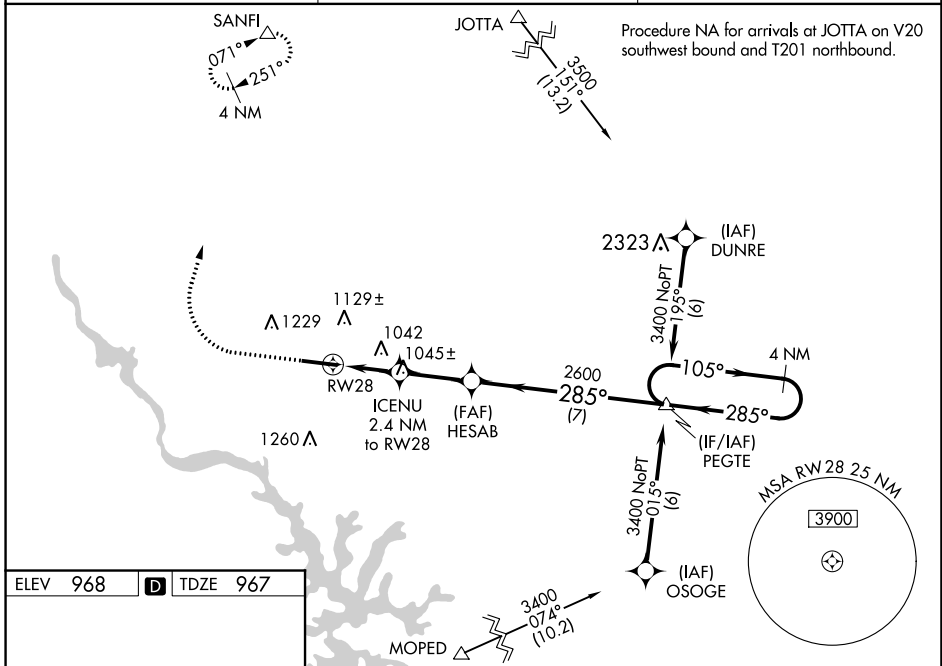 SANFI
071°
251°
4 NM
JOTTA
3500
151°
(13.2)
Procedure NA for arrivals at JOTTA on V20
southwest bound and T201 northbound.
2323
(IAF)
DUNRE
3400 NoPT
195°
(6)
1229
1129±
1042
1045±
RW28
ICENU
2.4 NM
to RW28
(FAF)
HESAB
2600
285°
(7)
105°
4 NM
285°
(IF/IAF)
PEGTE
1260
3400 NoPT
015°
(6)
MSA RW 28 25 NM
3900
(IAF)
OSOGE
3400
074°
(10.2)
MOPED
ELEV 968 D TDZE 967